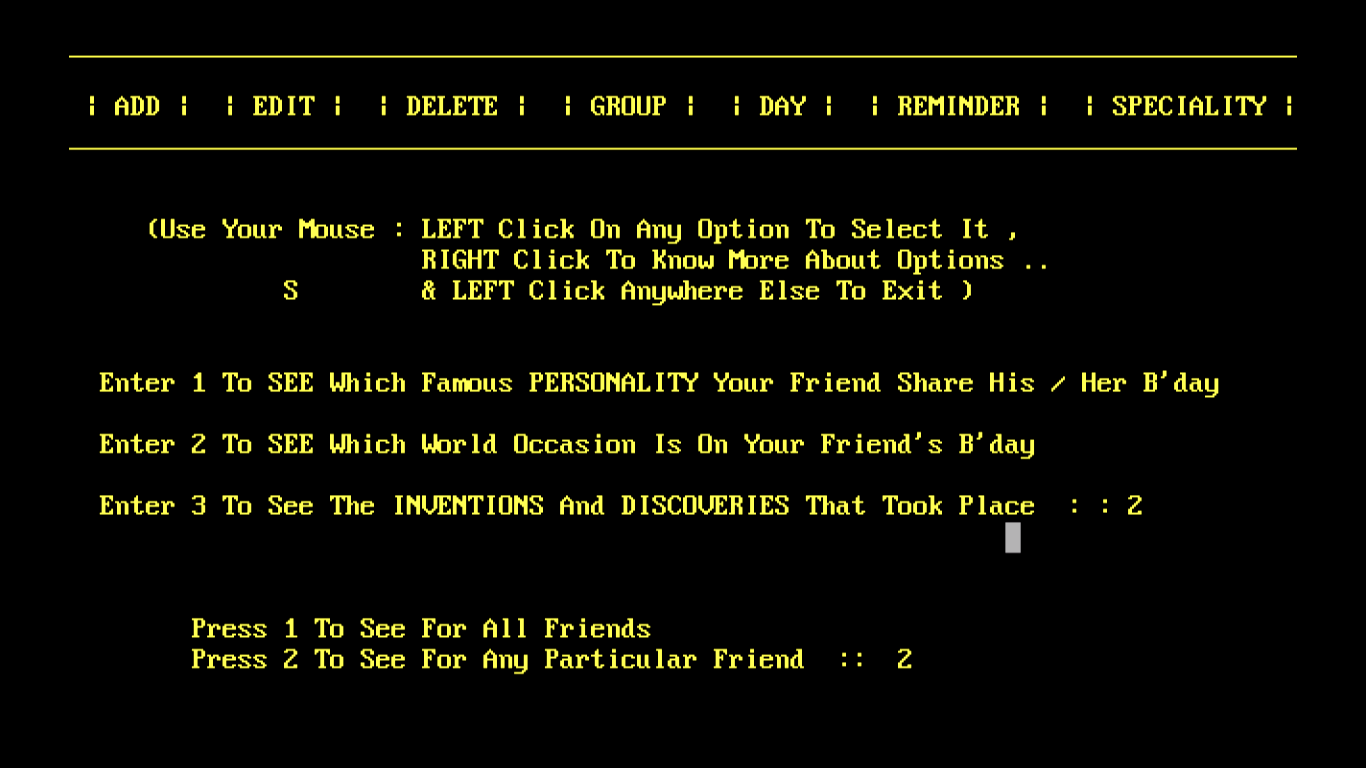 ¦ ADD ¦ ¦ EDIT ¦ ¦ DELETE ¦ ¦ GROUP ¦ ¦ DAY ¦ ¦ REMINDER ¦ ¦ SPECIALITY ¦
(Use Your Mouse : LEFT Click On Any Option To Select It ,
RIGHT Click To Know More About Options ..
S & LEFT Click Anywhere Else To Exit )
Enter 1 To SEE Which Famous PERSONALITY Your Friend Share His / Her B'day
Enter 2 To SEE Which World Occasion Is On Your Friend's B'day
Enter 3 To See The INVENTIONS And DISCOVERIES That Took Place : : 2
Press 1 To See For All Friends
Press 2 To See For Any Particular Friend :: 2